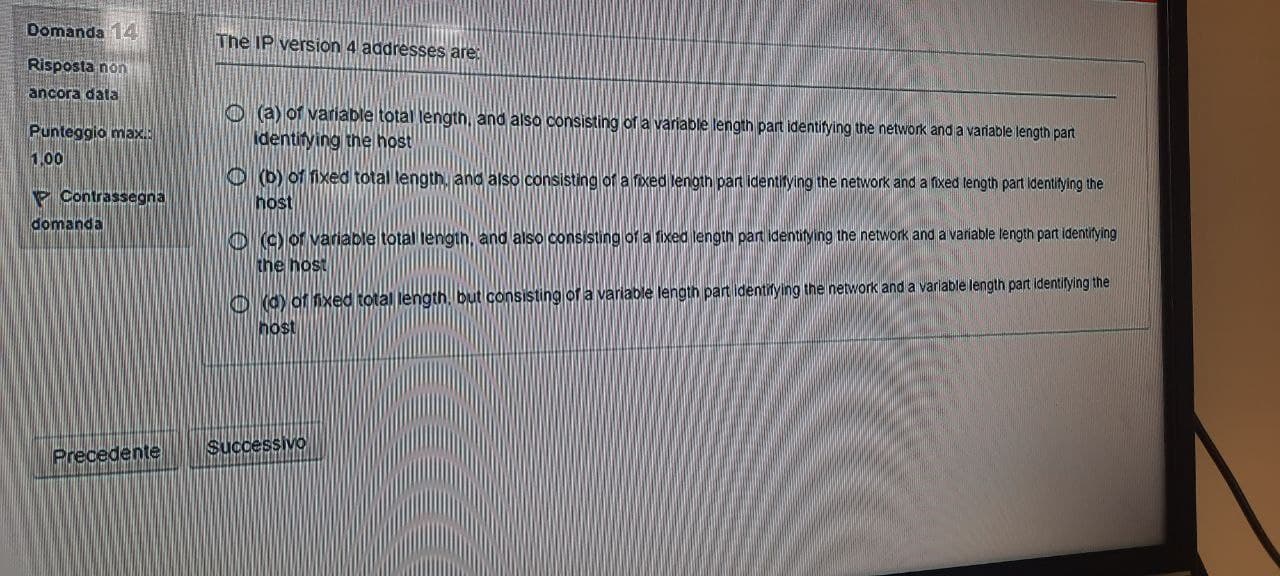 Domanda 14
Risposta non
ancora data
Punteggio max.:
1,00
Contrassegna
domanda
The IP version 4 addresses are:
(a) of variable total length, and also consisting of a variable length part identifying the network and a variable length part
identifying the host
(b) of fixed total length, and also consisting of a fixed length part identifying the network and a fixed length part identifying the
host
(c) of variable total length, and also consisting of a fixed length part identifying the network and a variable length part identifying
the host
(d) of fixed total length, but consisting of a variable length part identifying the network and a variable length part identifying the
host
Precedente
Successivo